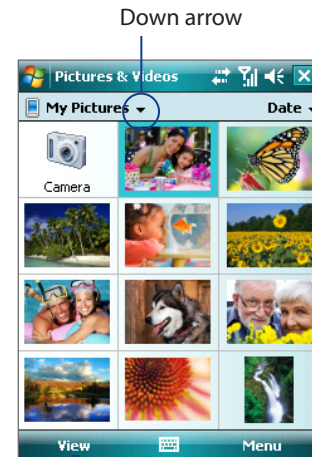 Down arrow
Pictures & Videos
My Pictures
Date
Camera
View
Menu